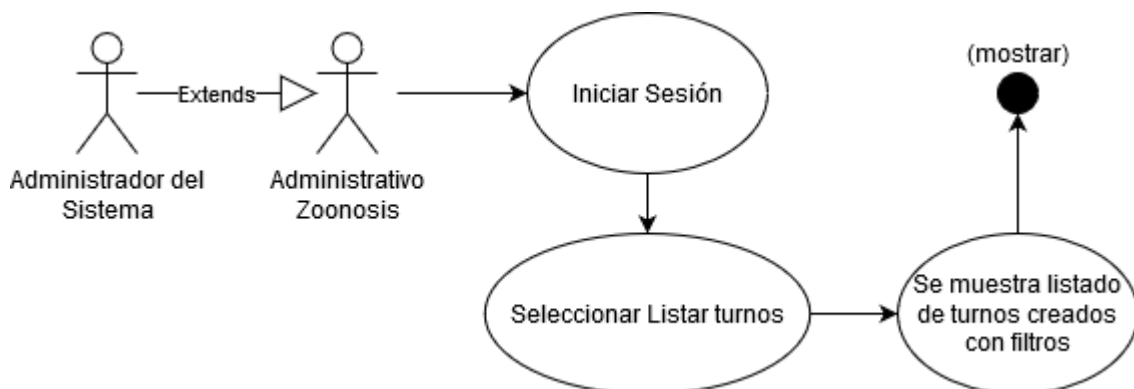 (mostrar)
Extends
Iniciar Sesión
Administrador del
Sistema
Administrativo
Zoonosis
Seleccionar Listar turnos
Se muestra listado
de turnos creados
con filtros